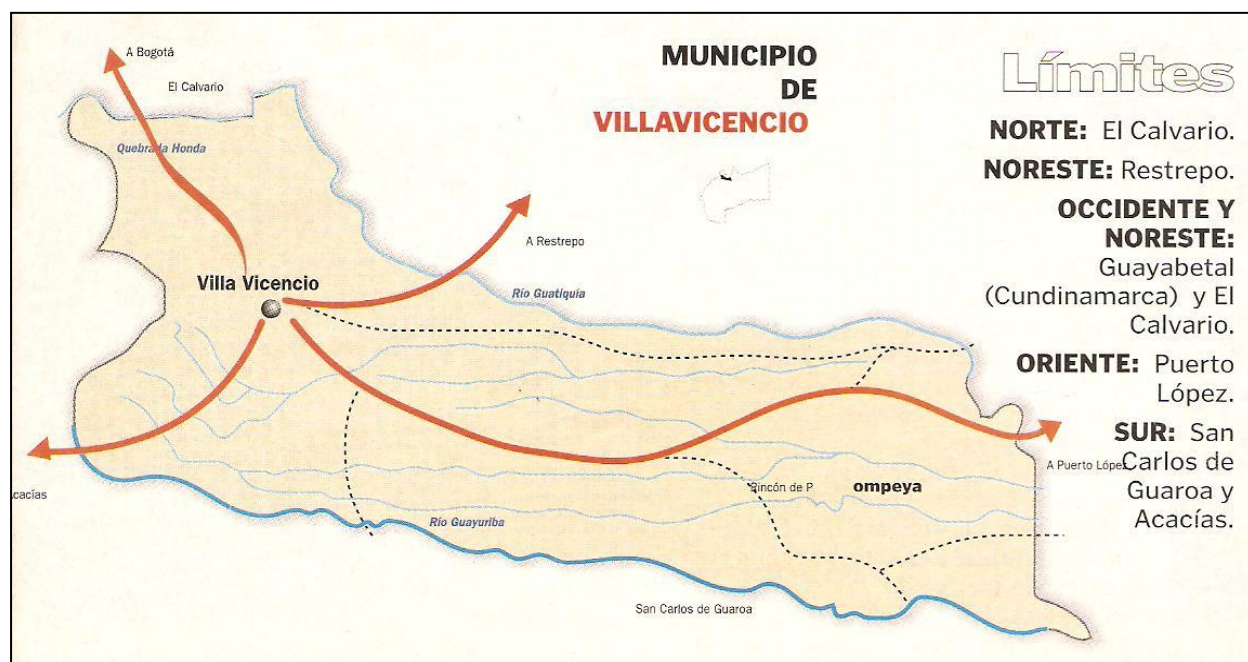 A Bogotá
El Calvario
Quebrada Honda
MUNICIPIO
DE
VILLAVICENCIO
A Restrepo
Villa Vicencio
Río Guatiquía
A Puerto López
Rincón de P ompeya
cacías
Río Guayuriba
San Carlos de Guaroa
Límites
NORTE: El Calvario.
NORESTE: Restrepo.
OCCIDENTE Y
NORESTE:
Guayabetal
(Cundinamarca) y El
Calvario.
ORIENTE: Puerto
López.
SUR: San
Carlos de
Guaroa y
Acacías.